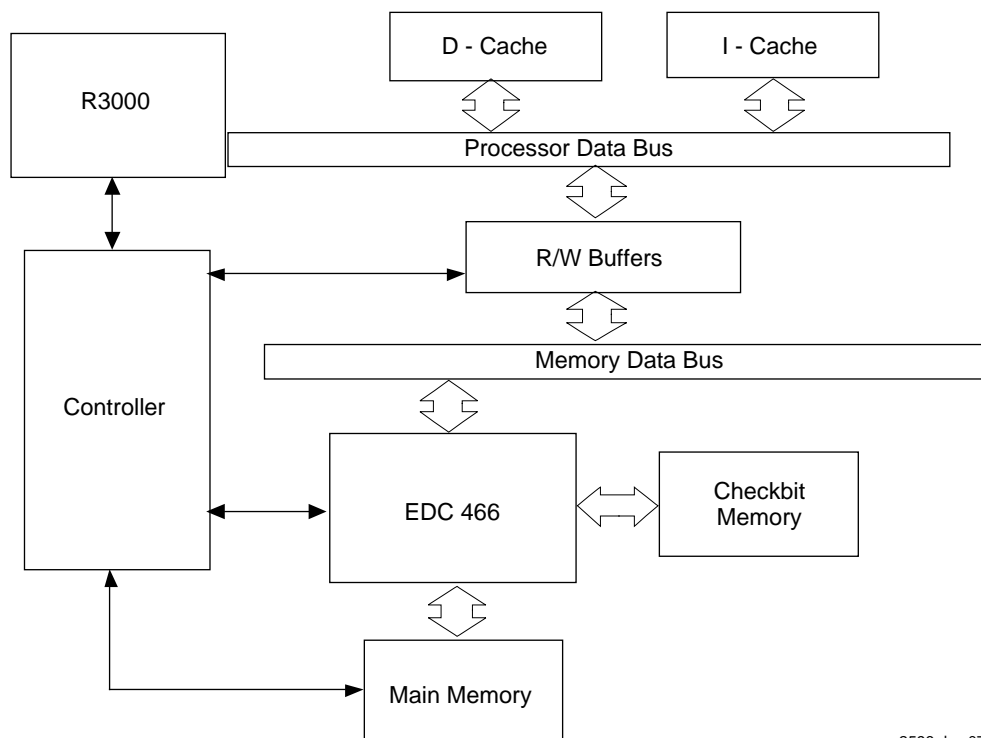 D - Cache
I - Cache
R3000
Processor Data Bus
R/W Buffers
Memory Data Bus
Controller
EDC 466
Checkbit
Memory
Main Memory